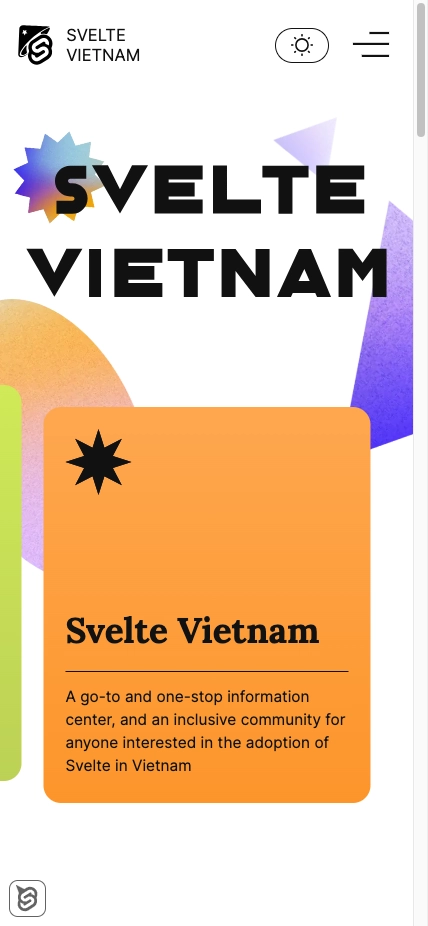 SVELTE
VIETNAM
SVELTE
VIETNAM
Svelte Vietnam
A go-to and one-stop information
center, and an inclusive community for
anyone interested in the adoption of
Svelte in Vietnam